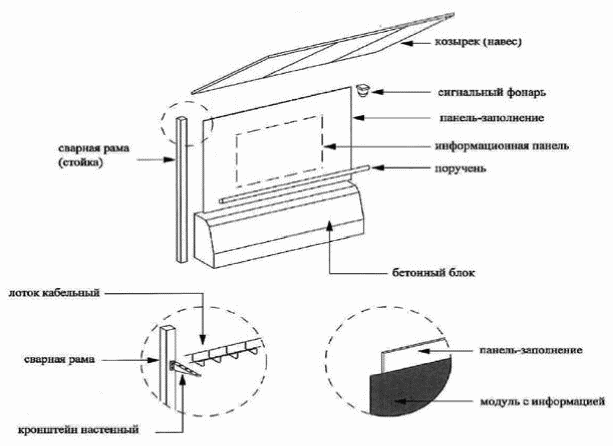 козырек (навес)
сигнальный фонарь
панель-заполнение
информационная панель
сварная рама
(стойка)
поручень
бетонный блок
лоток кабельный
сварная рама
панель-заполнение
модуль с информацией
кронштейн настенный